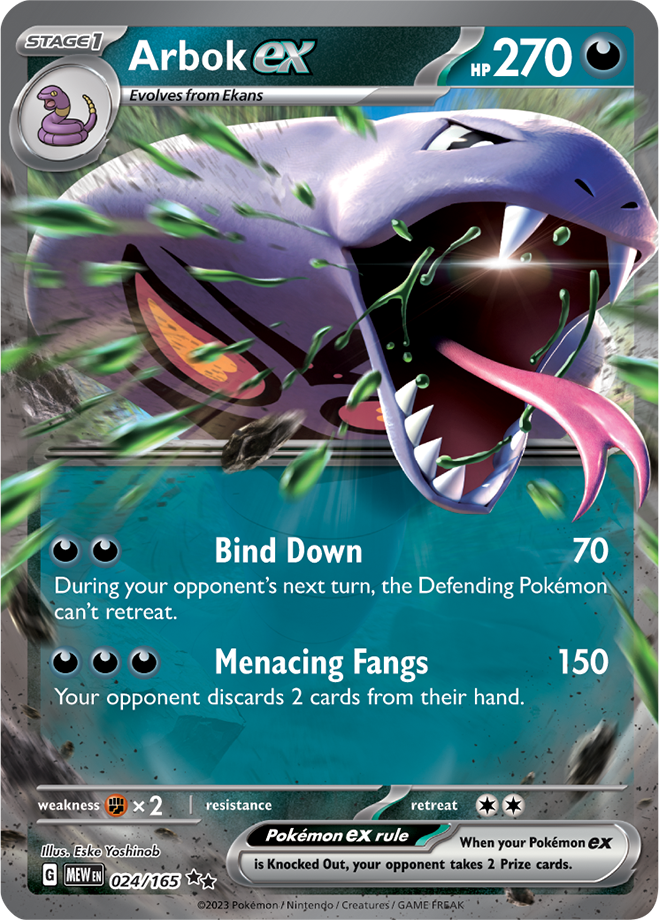 STAGE1
Arbok ex
HP 270
Evolves from Ekans
Bind Down 70
During your opponent's next turn, the Defending Pokémon
can't retreat.
Menacing Fangs 150
Your opponent discards 2 cards from their hand.
weakness ×2 resistance retreat
Illus. Eske Yoshinob
Pokémon ex rule
When your Pokémon ex
is Knocked Out, your opponent takes 2 Prize cards.
G MEW EN 024/165
©2023 Pokémon / Nintendo / Creatures / GAME FREAK